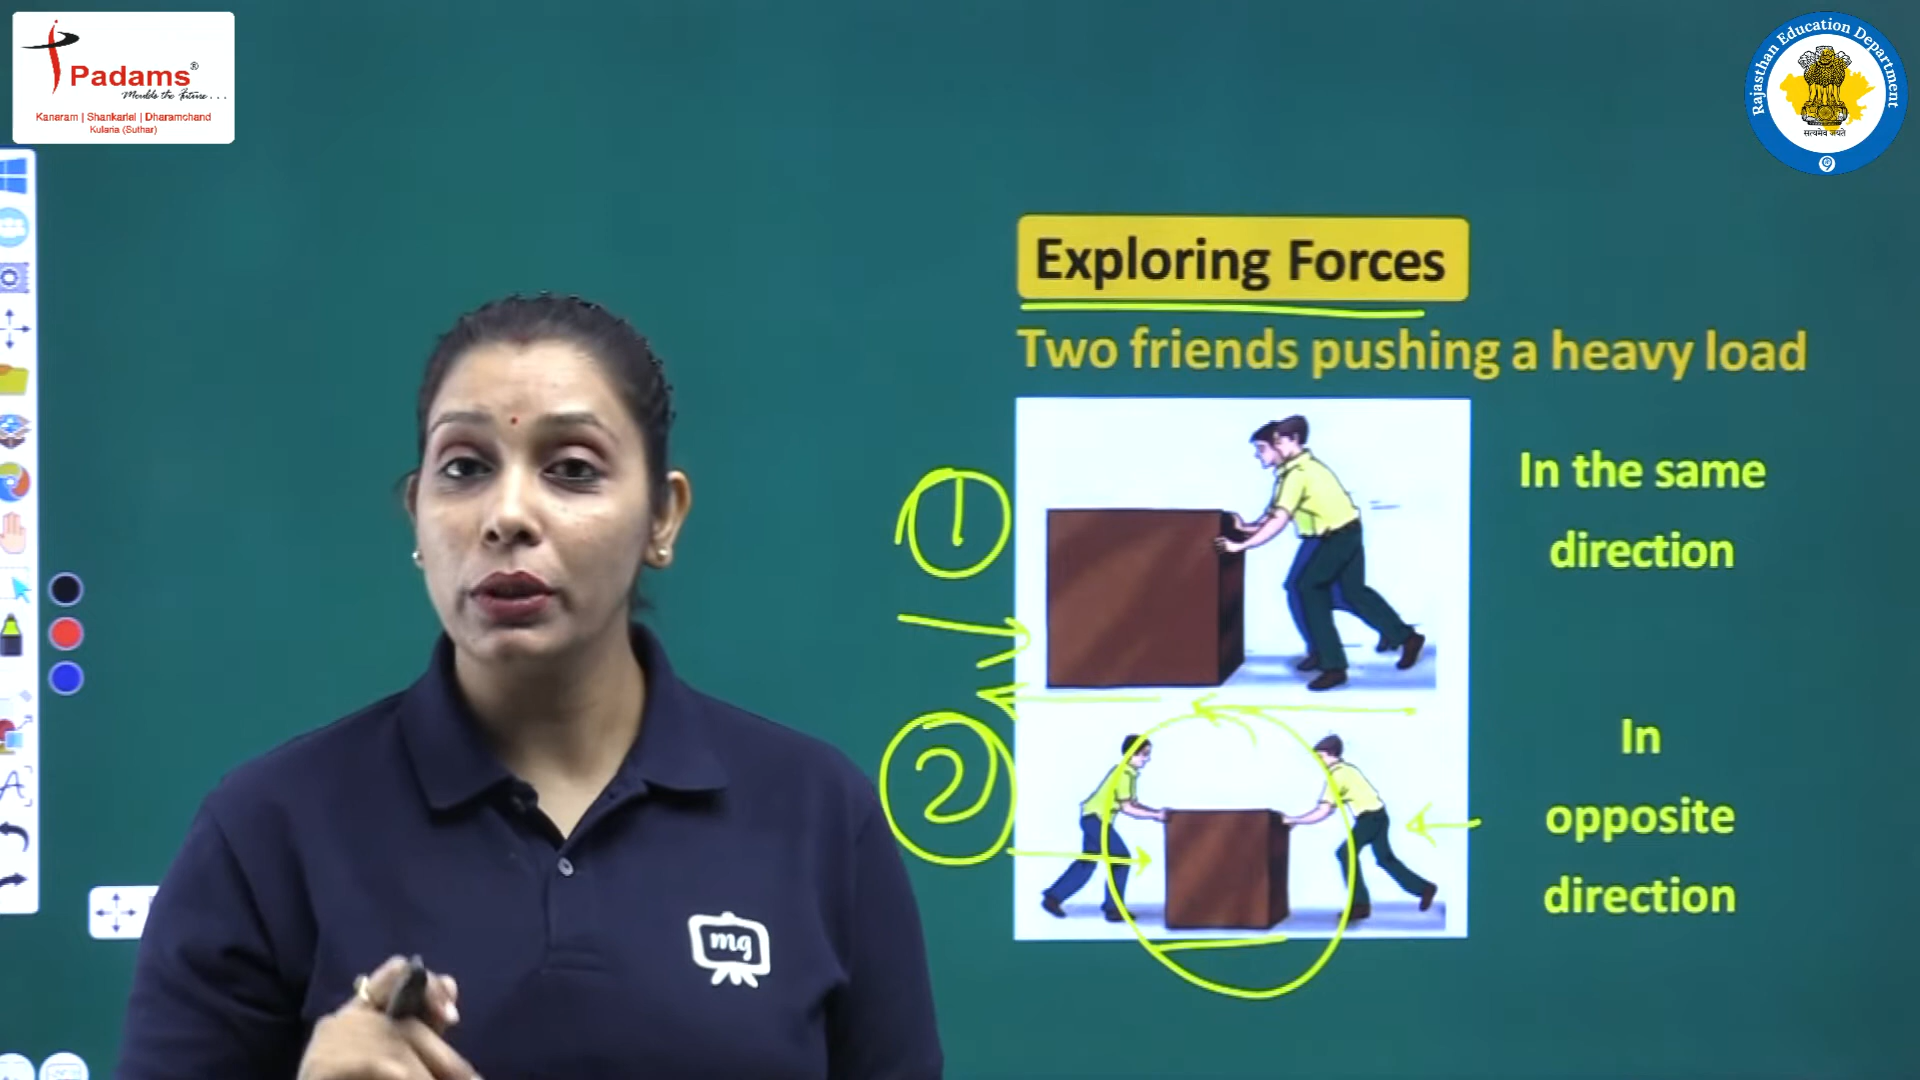 Padams®
Moulds the Future...
Kanaram | Shankarlal | Dharamchand
Kularia (Suthar)
Rajasthan Education Department
सत्यमेव जयते
Exploring Forces
Two friends pushing a heavy load
1
In the same
direction
2
In
opposite
direction
mg
A